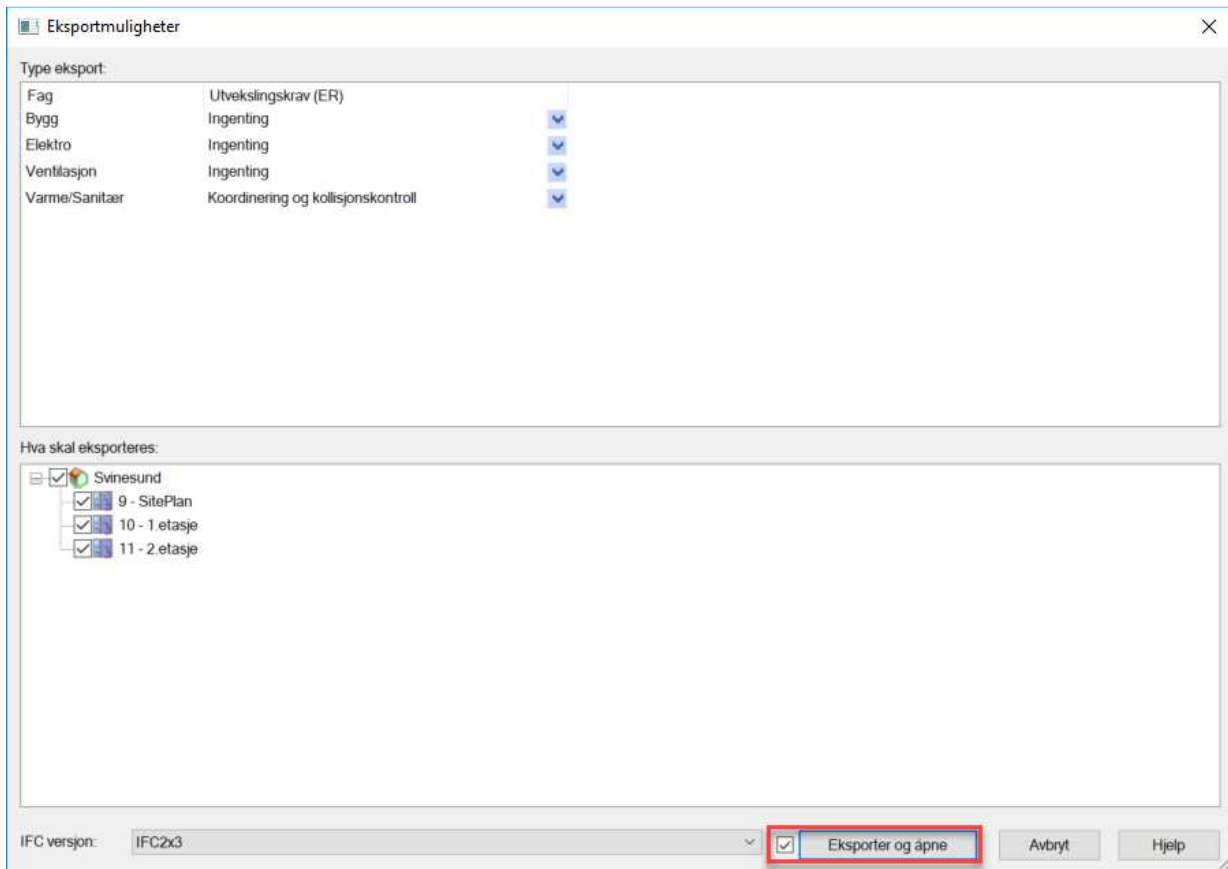 Eksportmuligheter
Type eksport:
Fag Utvekslingskrav (ER)
Bygg Ingenting
Elektro Ingenting
Ventilasjon Ingenting
Varme/Sanitær Koordinering og kollisjonskontroll
Hva skal eksporteres:
Svinesund
9 - SitePlan
10 - 1.etasje
11 - 2.etasje
IFC versjon: IFC2x3 Eksporter og åpne Avbryt Hjelp